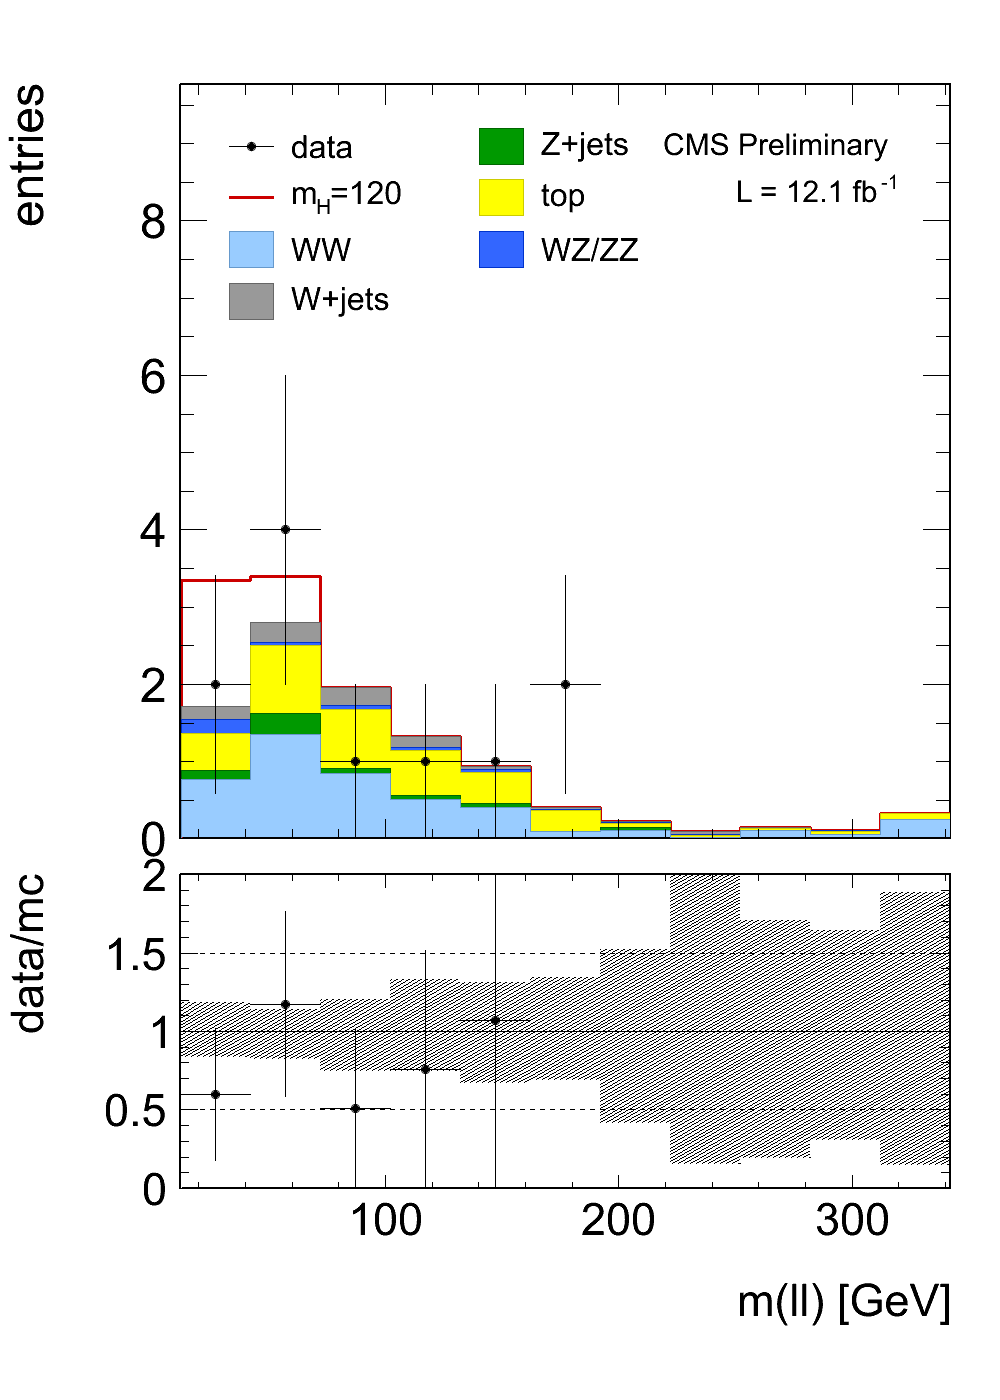 entries
8
6
4
2
0
data
m_H=120
WW
W+jets
Z+jets
top
WZ/ZZ
CMS Preliminary
L = 12.1 fb⁻¹
data/mc
2
1.5
1
0.5
0
100 200 300
m(ll) [GeV]